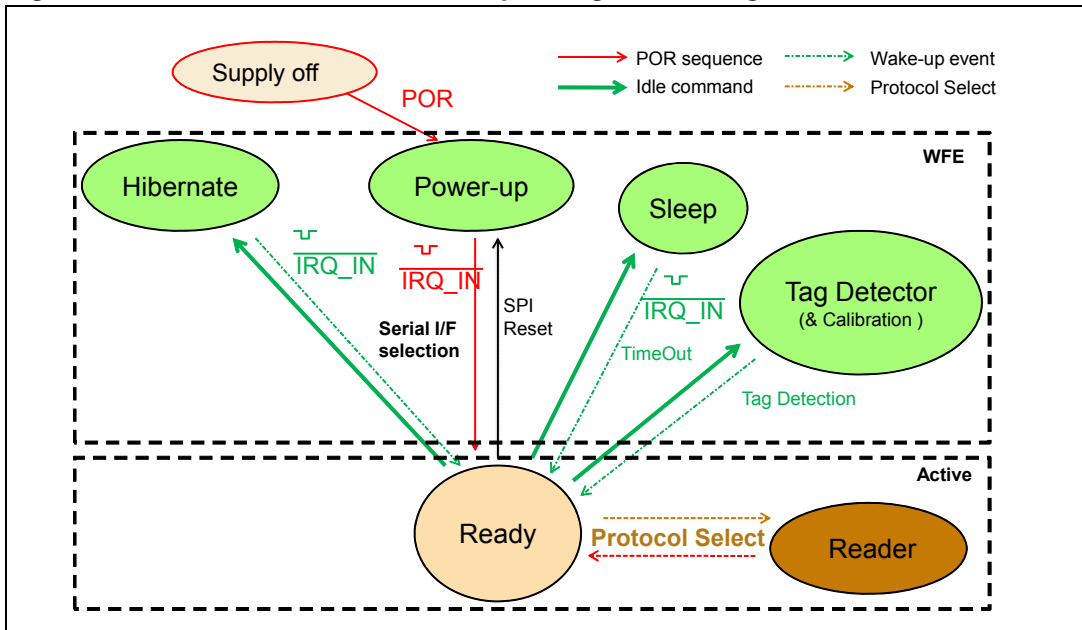 Supply off
POR
POR sequence
Idle command
Wake-up event
Protocol Select
WFE
Hibernate
Power-up
Sleep
Tag Detector
(& Calibration )
IRQ_IN
IRQ_IN
IRQ_IN
Serial I/F
selection
SPI
Reset
TimeOut
Tag Detection
Active
Ready
Protocol Select
Reader